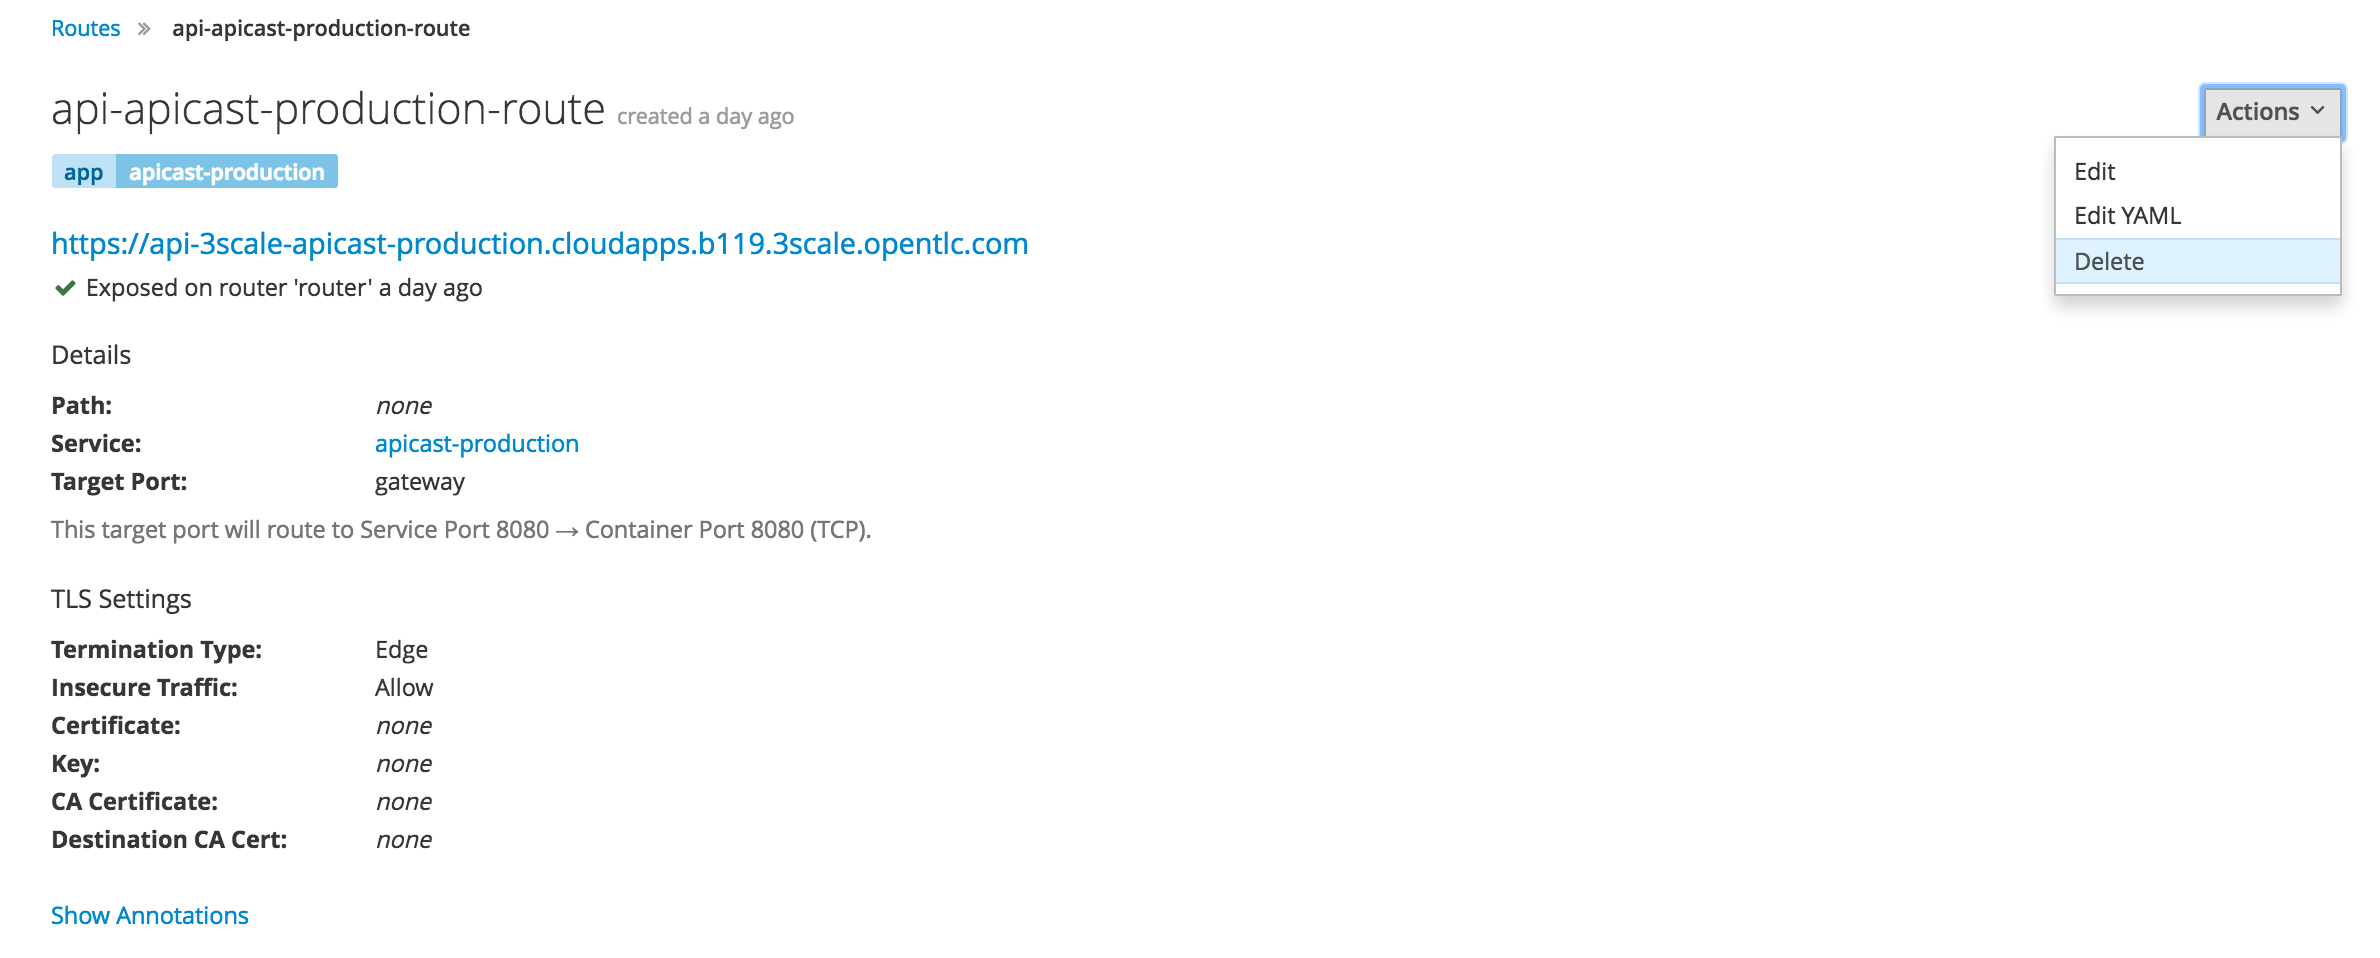 Routes » api-apicast-production-route
api-apicast-production-route created a day ago
Actions
app apicast-production
Edit
Edit YAML
Delete
https://api-3scale-apicast-production.cloudapps.b119.3scale.opentlc.com
Exposed on router 'router' a day ago
Details
Path: none
Service: apicast-production
Target Port: gateway
This target port will route to Service Port 8080 → Container Port 8080 (TCP).
TLS Settings
Termination Type: Edge
Insecure Traffic: Allow
Certificate: none
Key: none
CA Certificate: none
Destination CA Cert: none
Show Annotations